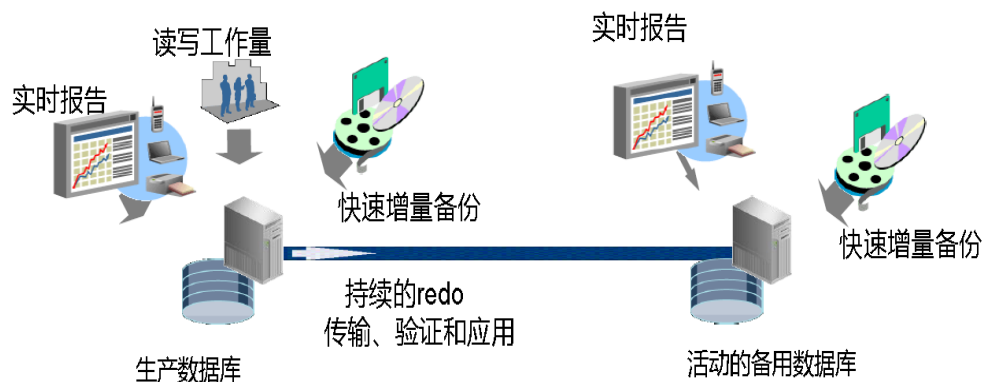 读写工作量
实时报告
实时报告
快速增量备份
快速增量备份
持续的redo
传输、验证和应用
生产数据库
活动的备用数据库